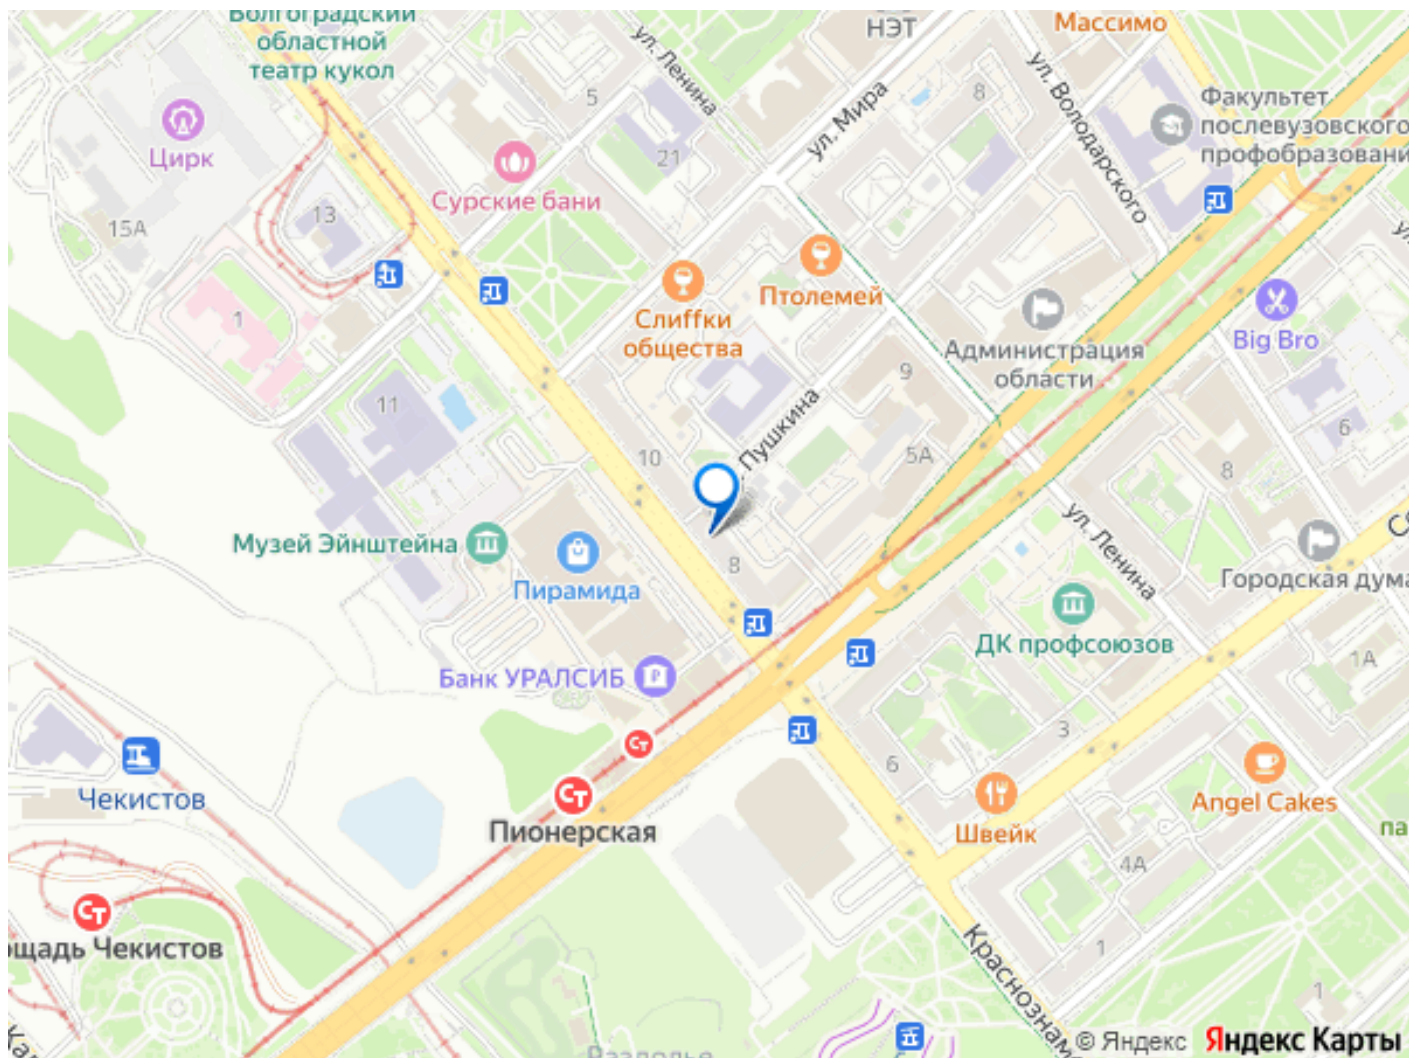 Волгоградский
областной
театр кукол
НЭТ
Массимо
ул. Ленина
ул. Мира
ул. Володарского
8
Факультет
послевузовского
профобразовани
5
21
Цирк
Сурские бани
15А
13
Птолемей
Слиffки
общества
1
Администрация
области
Big Bro
9
11
Пушкина
6
10
5А
8
ул. Ленина
Музей Эйнштейна
Пирамида
8
Городская дума
ДК профсоюзов
1А
Банк УРАЛСИБ
3
6
Чекистов
Пионерская
Швейк
Angel Cakes
па
4А
ощадь Чекистов
1
Краснознам
1
Раздолье
© Яндекс Яндекс Карты